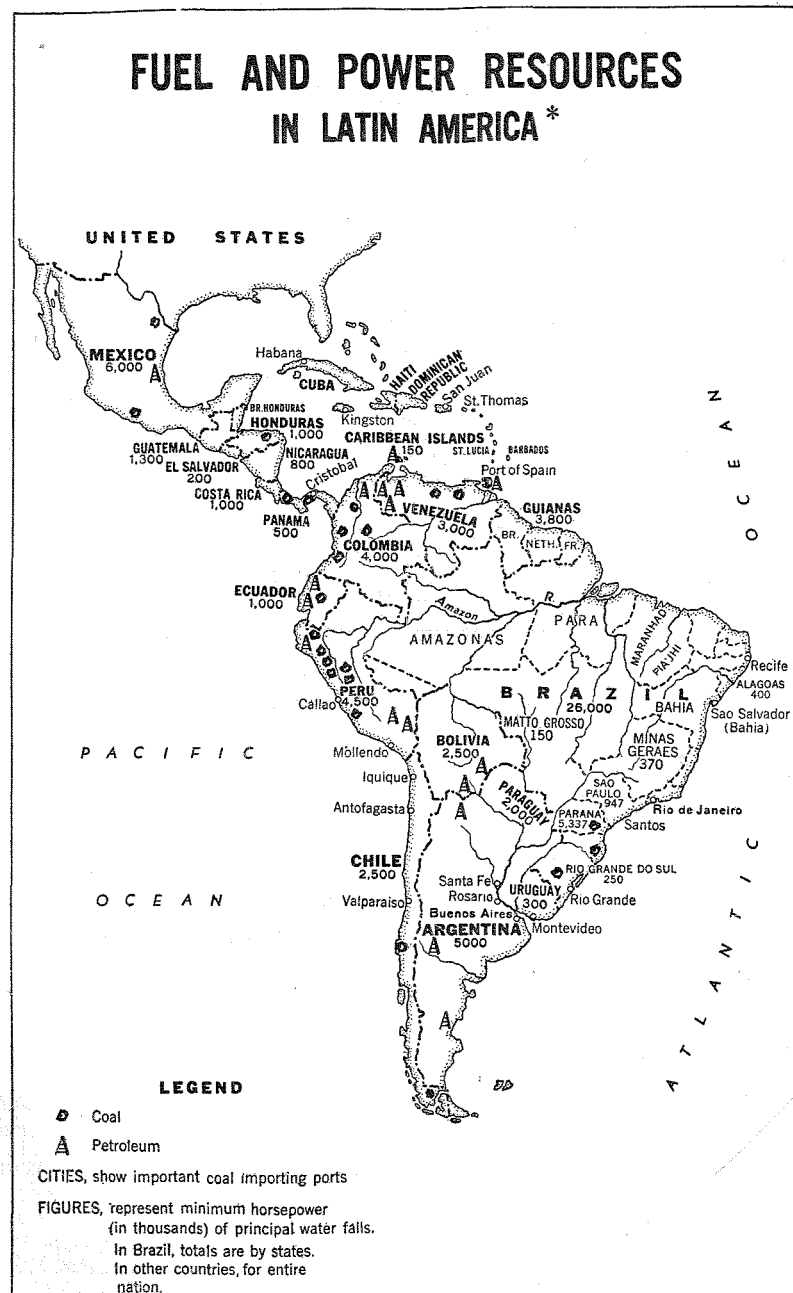 FUEL AND POWER RESOURCES
IN LATIN AMERICA*
UNITED STATES
MEXICO
6,000
Habana
CUBA
HAITI
DOMINICAN
REPUBLIC
San Juan
St. Thomas
Kingston
BR. HONDURAS
HONDURAS
1,000
CARIBBEAN ISLANDS
150
ST. LUCIA
BARBADOS
GUATEMALA
1,300
EL SALVADOR
200
NICARAGUA
800
Cristobal
Port of Spain
COSTA RICA
1,000
PANAMA
500
VENEZUELA
3,000
GUIANAS
3,800
BR.
NETH.
FR.
COLOMBIA
4,000
ECUADOR
1,000
Amazon
R.
AMAZONAS
PARA
MARANHAO
PIAJHI
Recife
ALAGOAS
400
PERU
4,500
Callao
BRAZIL
26,000
BAHIA
Sao Salvador
(Bahia)
MATTO GROSSO
150
MINAS
GERAES
370
BOLIVIA
2,500
Mollendo
PACIFIC
OCEAN
Iquique
Antofagasta
PARAGUAY
2,000
SAO
PAULO
947
Rio de Janeiro
PARANA
5,337
Santos
CHILE
2,500
RIO GRANDE DO SUL
250
Santa Fe
Rosario
URUGUAY
300
Rio Grande
Valparaiso
Buenos Aires
Montevideo
ARGENTINA
5000
ATLANTIC
OCEAN
LEGEND
Coal
Petroleum
CITIES, show important coal importing ports
FIGURES, represent minimum horsepower
(in thousands) of principal water falls.
In Brazil, totals are by states.
In other countries, for entire
nation.